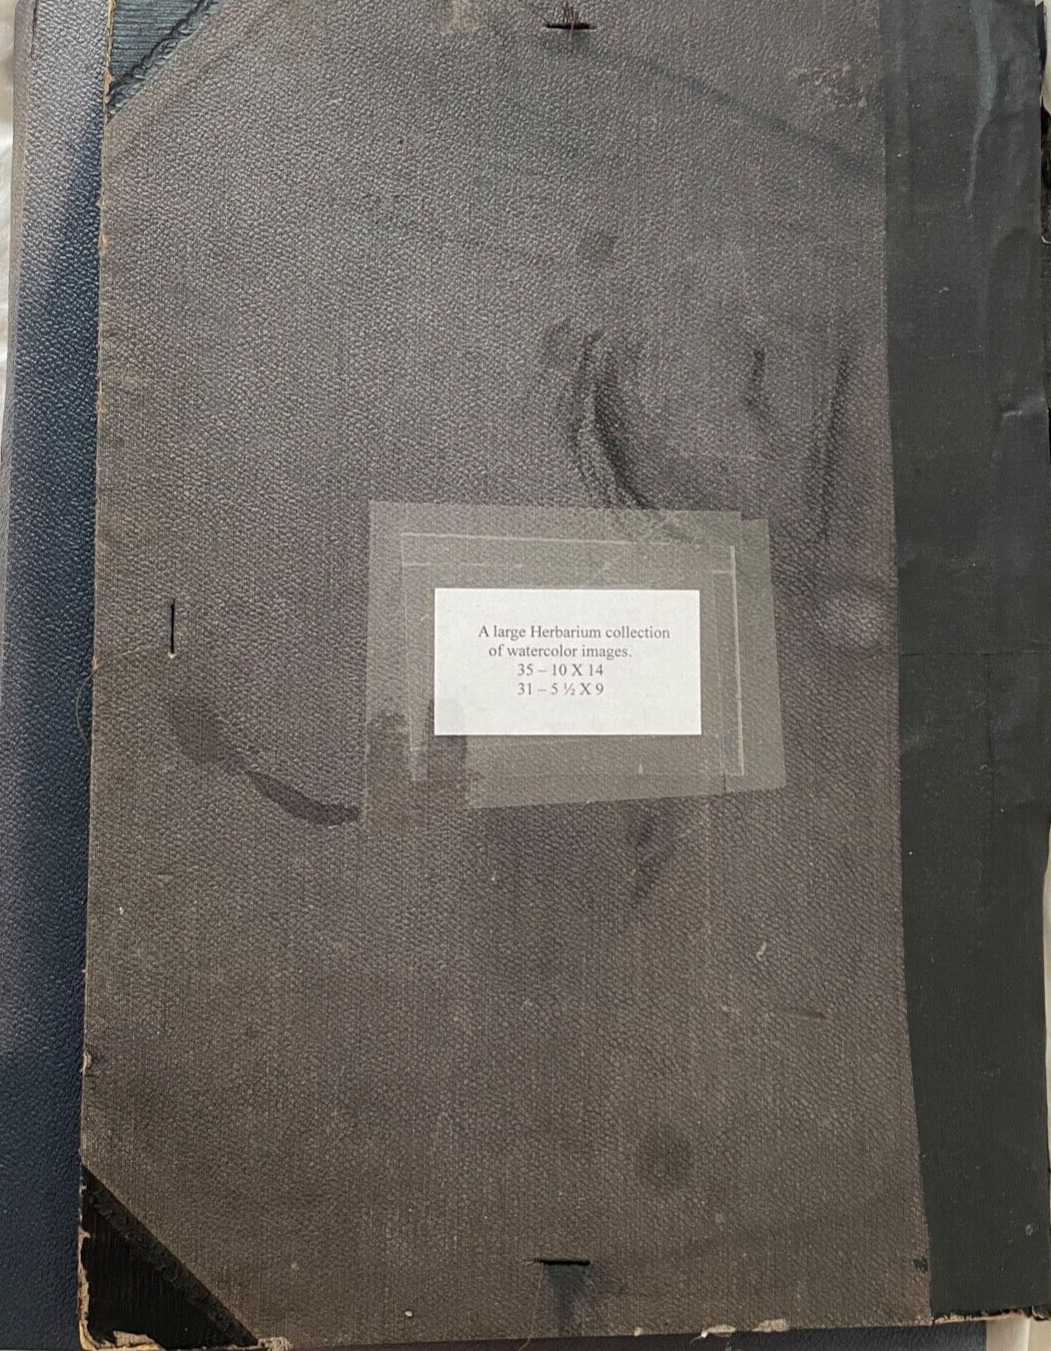 A large Herbarium collection
of watercolor images.
35 – 10 X 14
31 – 5 ½ X 9